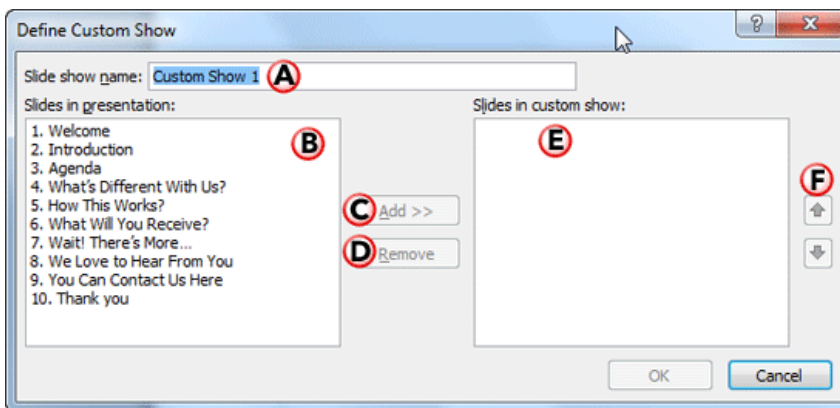 Define Custom Show
?
Slide show name: Custom Show 1 A
Slides in presentation:
Slides in custom show:
1. Welcome
2. Introduction
3. Agenda
4. What's Different With Us?
5. How This Works?
6. What Will You Receive?
7. Wait! There's More...
8. We Love to Hear From You
9. You Can Contact Us Here
10. Thank you
B
C Add >>
D Remove
E
F
OK
Cancel